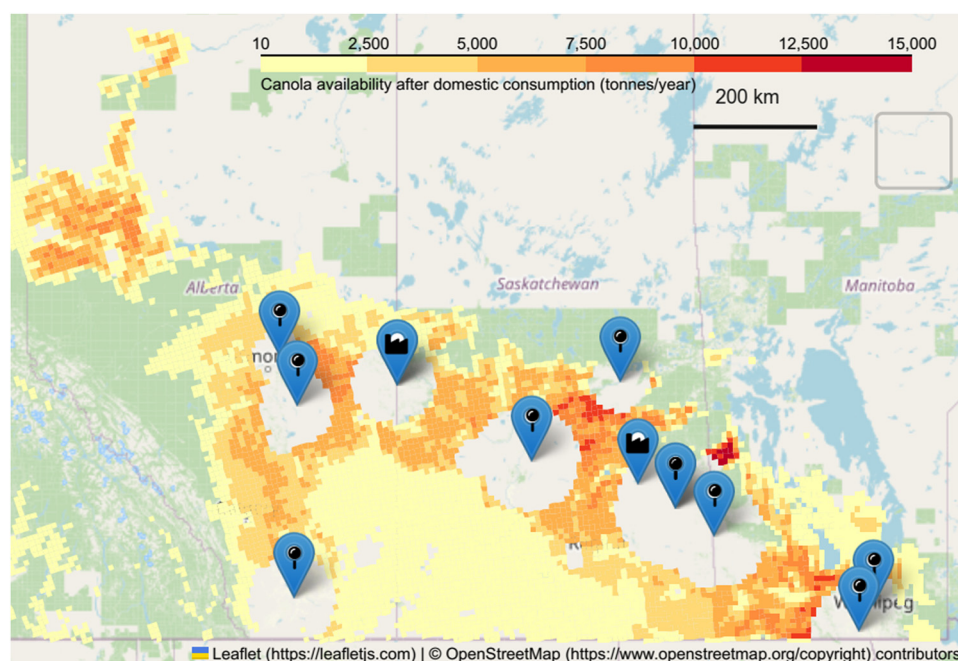 10 2,500 5,000 7,500 10,000 12,500 15,000
Canola availability after domestic consumption (tonnes/year)
200 km
Alberta Saskatchewan Manitoba
Leaflet (https://leafletjs.com) | © OpenStreetMap (https://www.openstreetmap.org/copyright) contributors